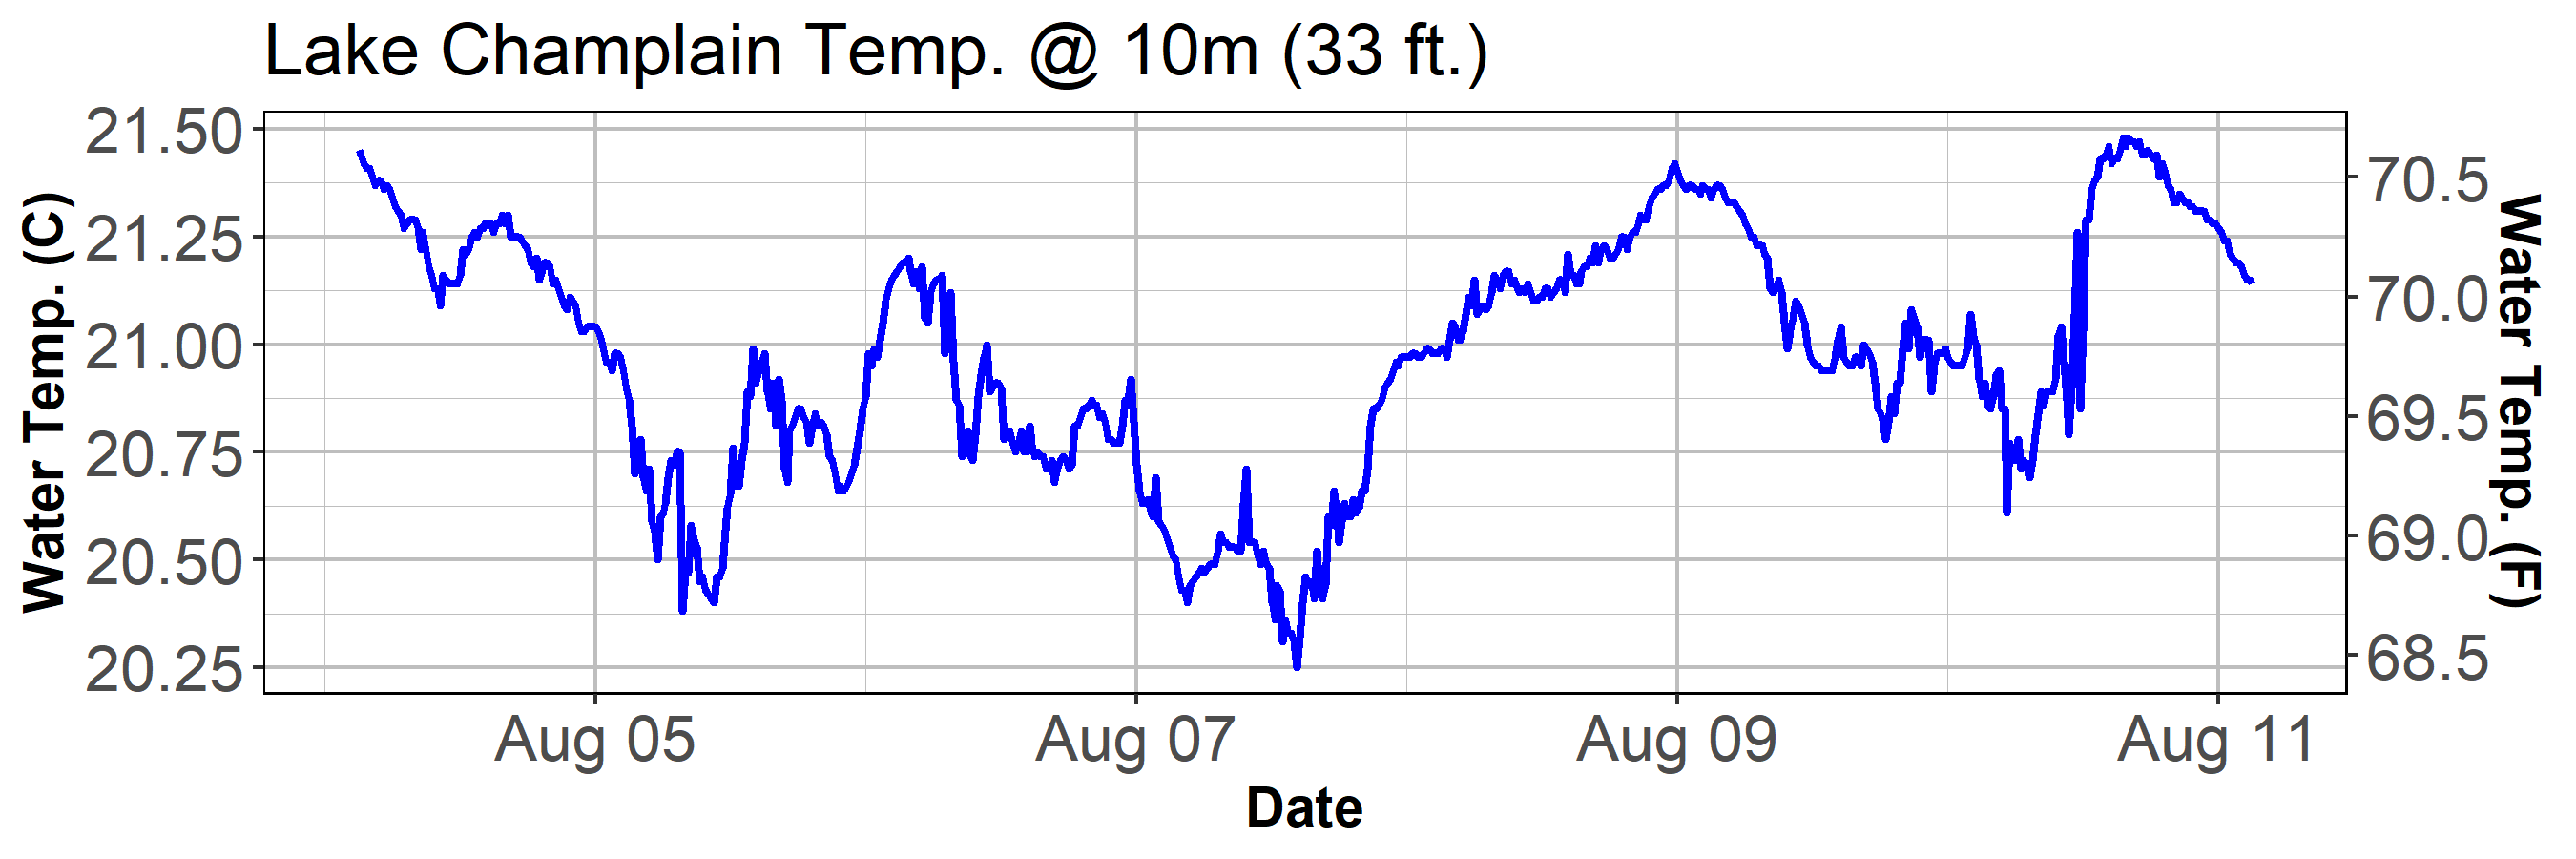 Lake Champlain Temp. @ 10m (33 ft.)
Water Temp. (C)
21.50
21.25
21.00
20.75
20.50
20.25
70.5
70.0
69.5
69.0
68.5
Water Temp. (F)
Aug 05
Aug 07
Aug 09
Aug 11
Date